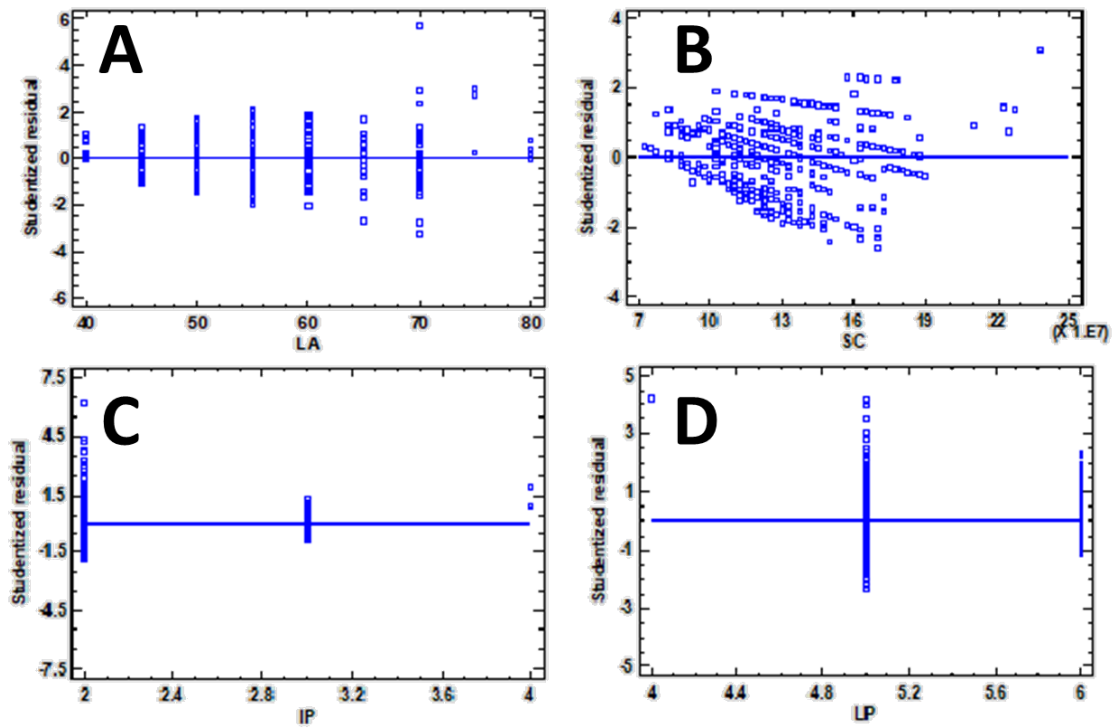 A
Studentized residual
6
4
2
0
-2
-4
-6
40 50 60 70 80
LA
B
Studentized residual
4
2
0
-2
-4
7 10 13 16 19 22 25
SC
(X 1.E7)
C
Studentized residual
7.5
4.5
1.5
-1.5
-4.5
-7.5
2 2.4 2.8 3.2 3.6 4
IP
D
Studentized residual
5
3
1
-1
-3
-5
4 4.4 4.8 5.2 5.6 6